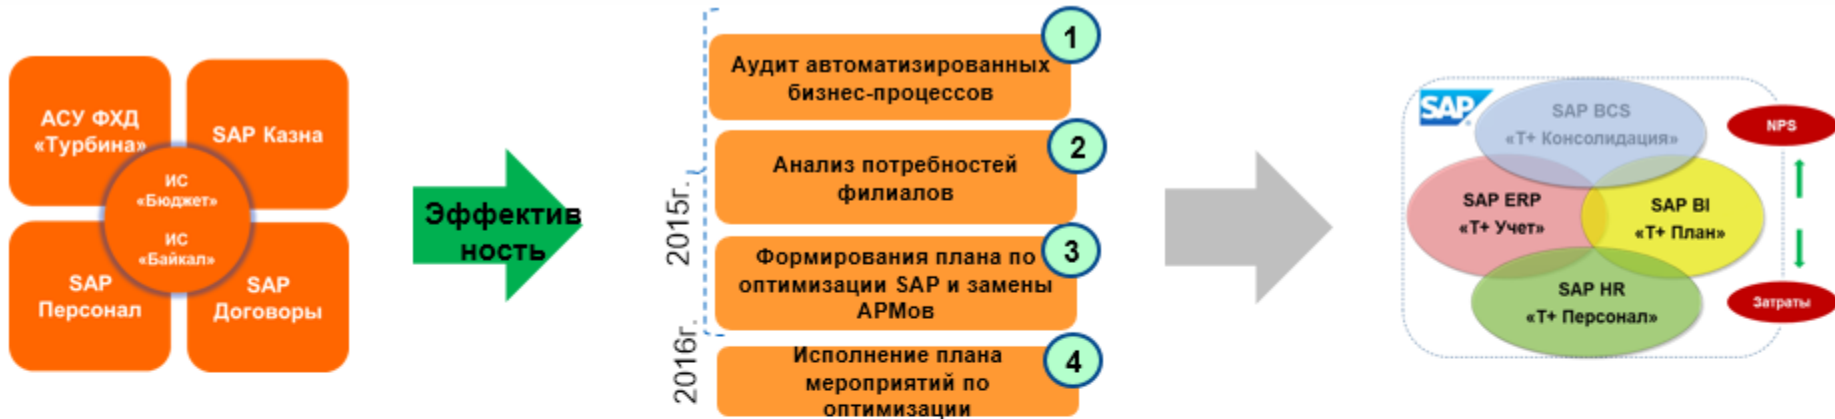 АСУ ФХД
«Турбина»
SAP Казна
ИС
«Бюджет»
ИС
«Байкал»
SAP
Персонал
SAP
Договоры
Эффектив
ность
2015г.
2016г.
1
Аудит автоматизированных
бизнес-процессов
2
Анализ потребностей
филиалов
3
Формирования плана по
оптимизации SAP и замены
АРМов
4
Исполнение плана
мероприятий по
оптимизации
SAP
SAP BCS
«Т+ Консолидация»
SAP ERP
«Т+ Учет»
SAP BI
«Т+ План»
SAP HR
«Т+ Персонал»
NPS
Затраты